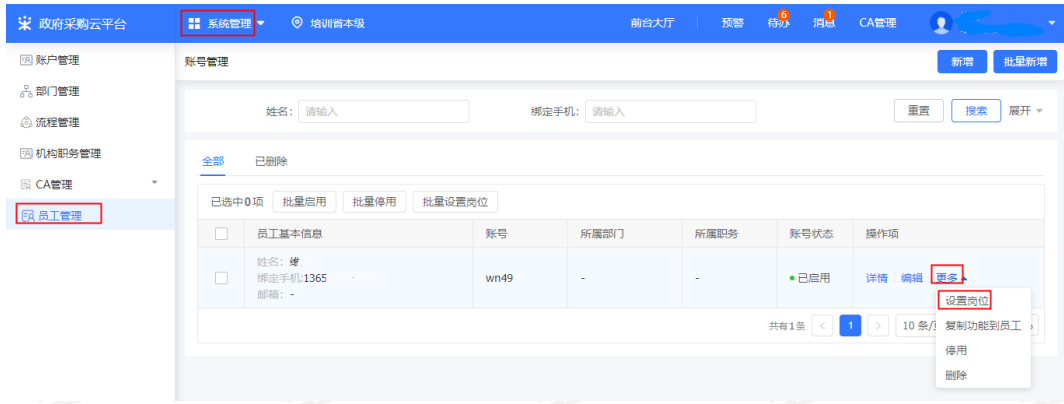 政府采购云平台 系统管理 培训省本级 前台大厅 预警 待办 6 消息 1 CA管理
账户管理
部门管理
流程管理
机构职务管理
CA管理
员工管理
账号管理 新增 批量新增
姓名: 请输入 绑定手机: 请输入 重置 搜索 展开
全部 已删除
已选中0项 批量启用 批量停用 批量设置岗位
员工基本信息 账号 所属部门 所属职务 账号状态 操作项
姓名:
绑定手机:1365 wn49 - - 已启用 详情 编辑 更多
邮箱: -
设置岗位
共有1条 < 1 > 10 条/
复制功能到员工
停用
删除